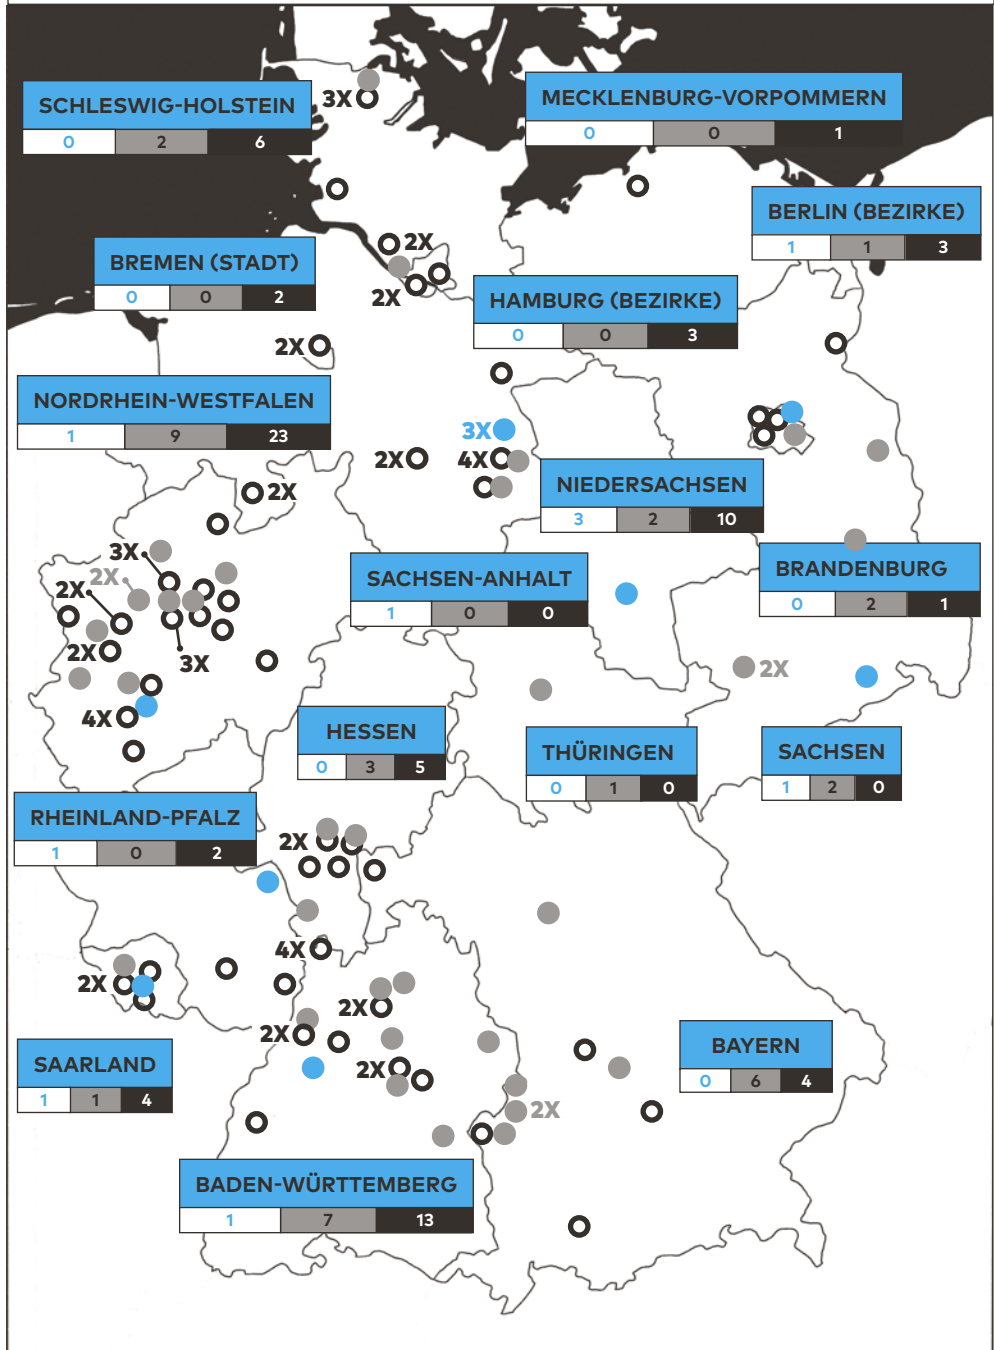 SCHLESWIG-HOLSTEIN
0 2 6
3X
MECKLENBURG-VORPOMMERN
0 0 1
BERLIN (BEZIRKE)
1 1 3
BREMEN (STADT)
0 0 2
2X
2X
HAMBURG (BEZIRKE)
0 0 3
2X
NORDRHEIN-WESTFALEN
1 9 23
3X
2X
4X
2X
NIEDERSACHSEN
3 2 10
3X
2X
2X
2X
3X
SACHSEN-ANHALT
1 0 0
BRANDENBURG
0 2 1
2X
4X
HESSEN
0 3 5
THÜRINGEN
0 1 0
SACHSEN
1 2 0
RHEINLAND-PFALZ
1 0 2
2X
4X
2X
2X
2X
2X
SAARLAND
1 1 4
BAYERN
0 6 4
2X
BADEN-WÜRTTEMBERG
1 7 13